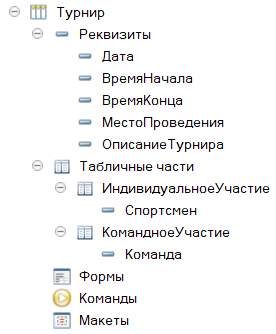 Турнир
Реквизиты
Дата
ВремяНачала
ВремяКонца
МестоПроведения
ОписаниеТурнира
Табличные части
ИндивидуальноеУчастие
Спортсмен
КомандноеУчастие
Команда
Формы
Команды
Макеты